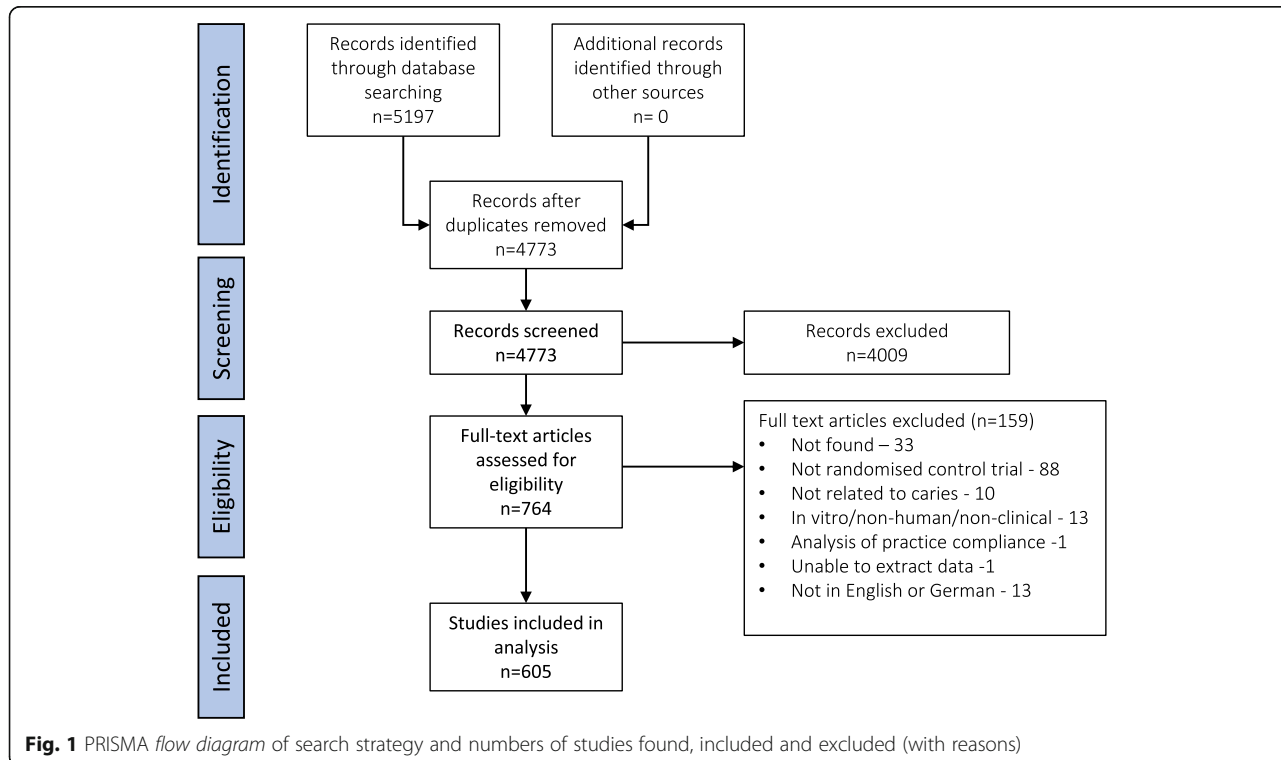 Identification
Records identified
through database
searching
n=5197
Additional records
identified through
other sources
n= 0
Records after
duplicates removed
n=4773
Screening
Records screened
n=4773
Records excluded
n=4009
Eligibility
Full-text articles
assessed for
eligibility
n=764
Full text articles excluded (n=159)
• Not found – 33
• Not randomised control trial - 88
• Not related to caries - 10
• In vitro/non-human/non-clinical - 13
• Analysis of practice compliance -1
• Unable to extract data -1
• Not in English or German - 13
Included
Studies included in
analysis
n=605
Fig. 1 PRISMA flow diagram of search strategy and numbers of studies found, included and excluded (with reasons)